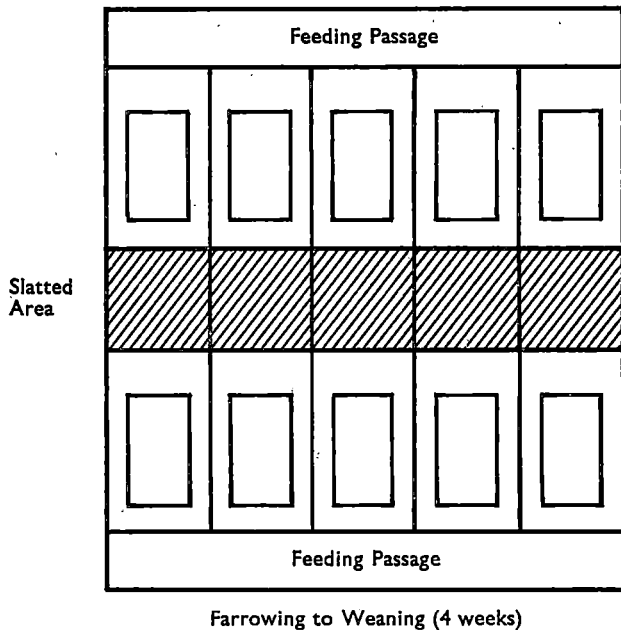 Feeding Passage
Slatted
Area
Feeding Passage
Farrowing to Weaning (4 weeks)